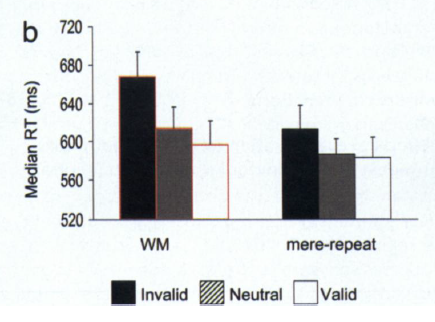 b
720
680
640
600
560
520
Median RT (ms)
WM mere-repeat
Invalid Neutral Valid